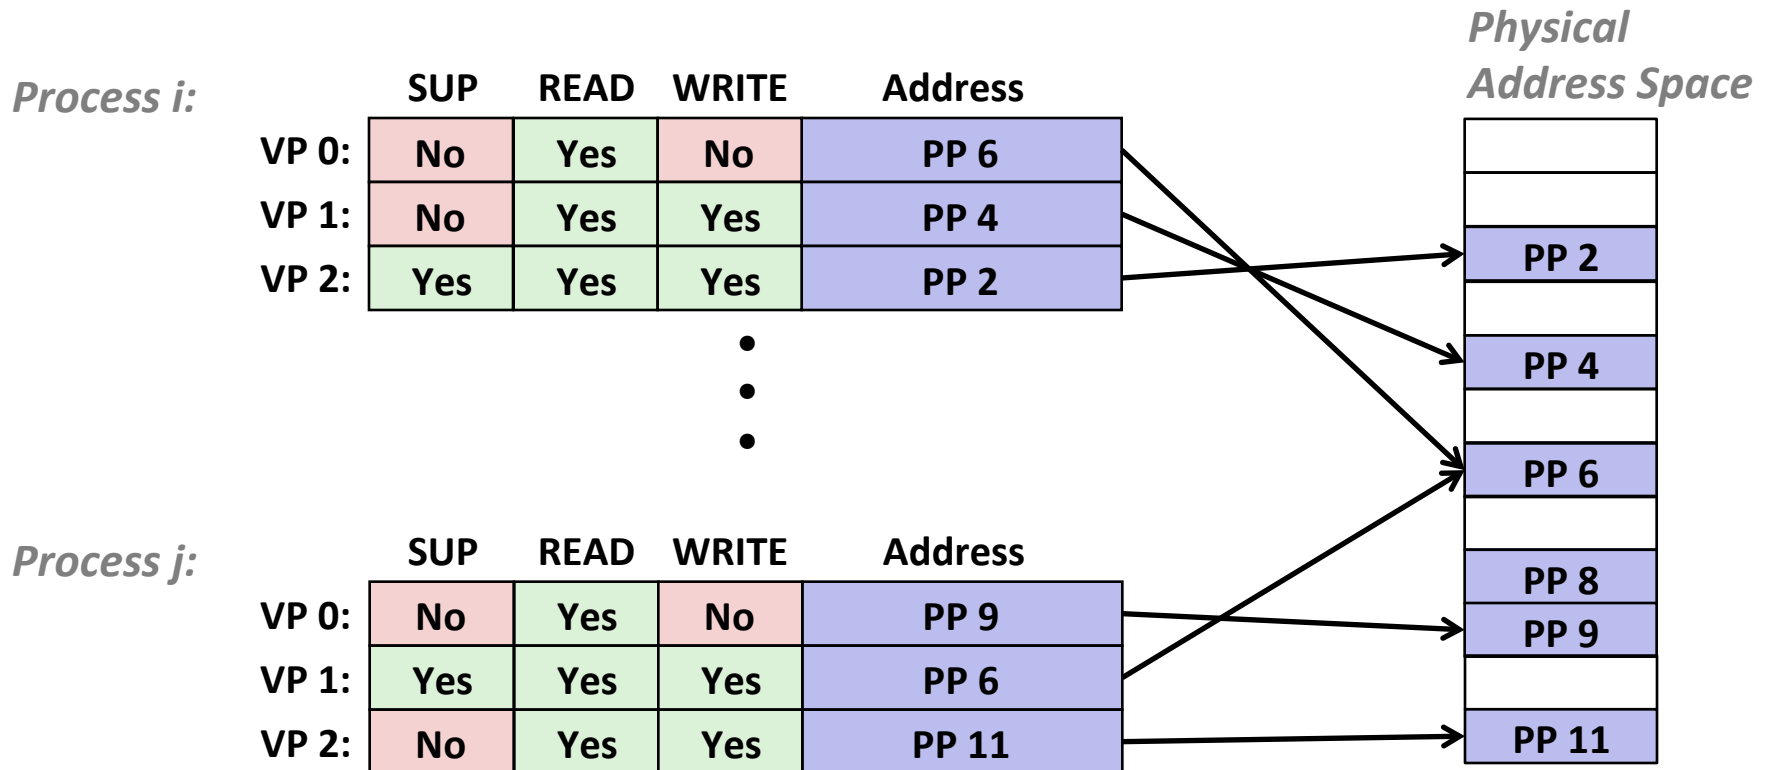 Physical
Address Space
Process i:
SUP READ WRITE Address
VP 0: No Yes No PP 6
VP 1: No Yes Yes PP 4
VP 2: Yes Yes Yes PP 2
PP 2
PP 4
PP 6
PP 8
PP 9
PP 11
Process j:
SUP READ WRITE Address
VP 0: No Yes No PP 9
VP 1: Yes Yes Yes PP 6
VP 2: No Yes Yes PP 11